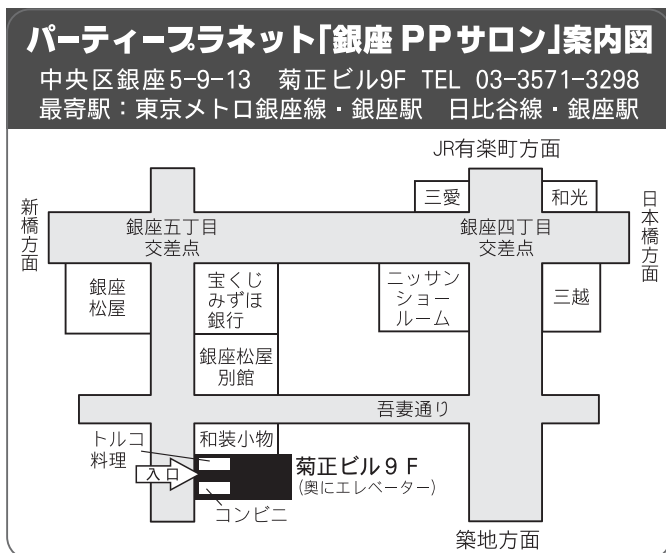 パーティープラネット「銀座 PPサロン」案内図
中央区銀座5-9-13　菊正ビル9F TEL 03-3571-3298
最寄駅：東京メトロ銀座線・銀座駅　日比谷線・銀座駅
JR有楽町方面
三愛
和光
新橋方面
銀座五丁目
交差点
銀座四丁目
交差点
日本橋方面
銀座
松屋
宝くじ
みずほ
銀行
ニッサン
ショー
ルーム
三越
銀座松屋
別館
吾妻通り
トルコ
料理
和装小物
入口
菊正ビル９Ｆ
(奥にエレベーター)
コンビニ
築地方面